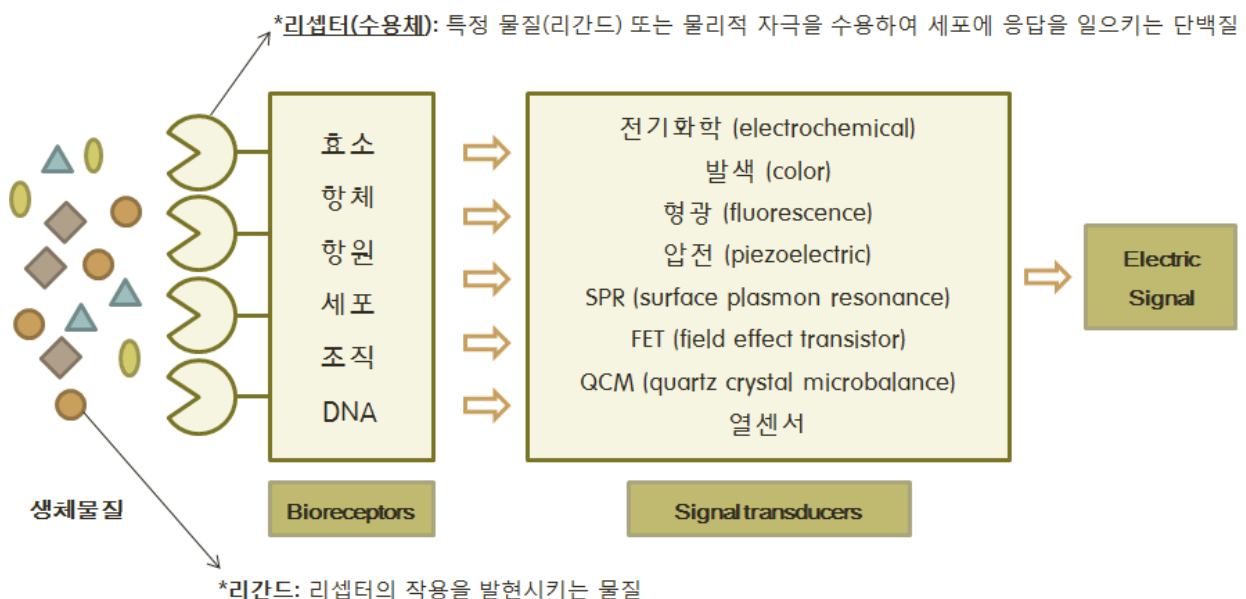 *리셉터(수용체): 특정 물질(리간드) 또는 물리적 자극을 수용하여 세포에 응답을 일으키는 단백질
효소
항체
항원
세포
조직
DNA
전기화학 (electrochemical)
발색 (color)
형광 (fluorescence)
압전 (piezoelectric)
SPR (surface plasmon resonance)
FET (field effect transistor)
QCM (quartz crystal microbalance)
열센서
Electric
Signal
생체물질
Bioreceptors
Signal transducers
*리간드: 리셉터의 작용을 발현시키는 물질